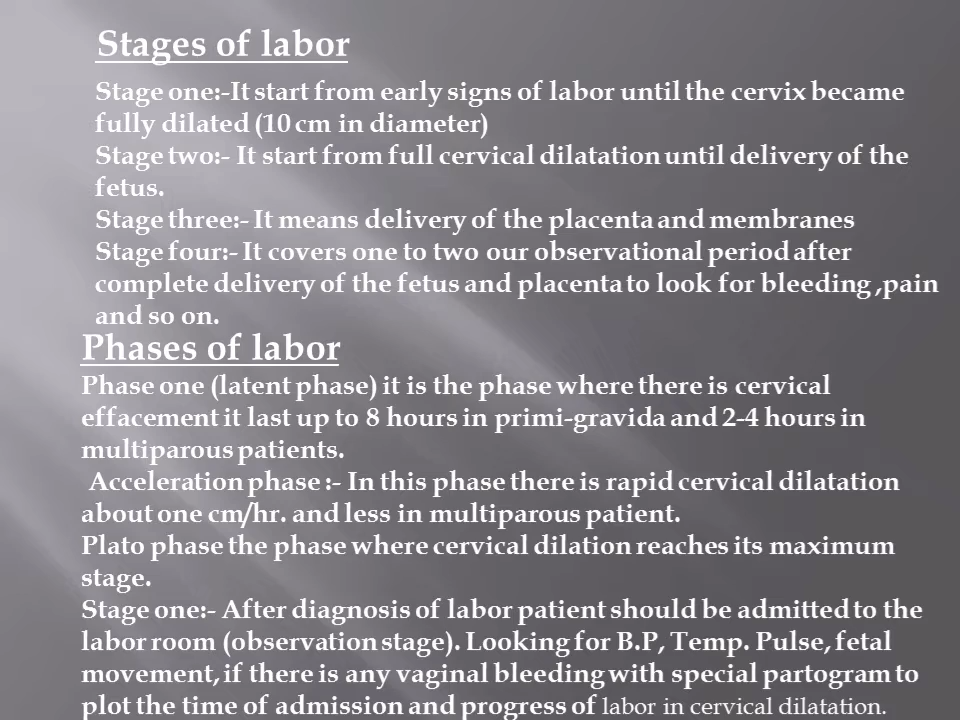 Stages of labor
Stage one:-It start from early signs of labor until the cervix became
fully dilated (10 cm in diameter)
Stage two:- It start from full cervical dilatation until delivery of the
fetus.
Stage three:- It means delivery of the placenta and membranes
Stage four:- It covers one to two our observational period after
complete delivery of the fetus and placenta to look for bleeding ,pain
and so on.
Phases of labor
Phase one (latent phase) it is the phase where there is cervical
effacement it last up to 8 hours in primi-gravida and 2-4 hours in
multiparous patients.
Acceleration phase :- In this phase there is rapid cervical dilatation
about one cm/hr. and less in multiparous patient.
Plato phase the phase where cervical dilation reaches its maximum
stage.
Stage one:- After diagnosis of labor patient should be admitted to the
labor room (observation stage). Looking for B.P, Temp. Pulse, fetal
movement, if there is any vaginal bleeding with special partogram to
plot the time of admission and progress of labor in cervical dilatation.